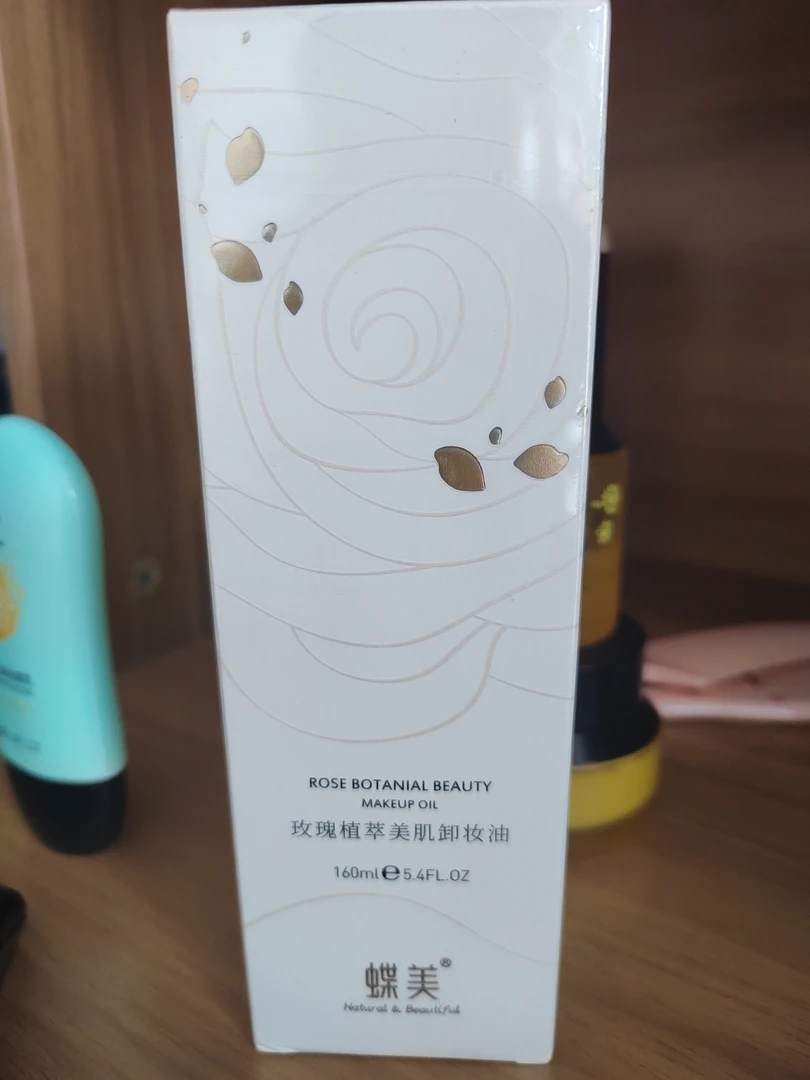 ROSE BOTANIAL BEAUTY
MAKEUP OIL
玫瑰植萃美肌卸妆油
160ml℮5.4FL.OZ
蝶美®
Natural & Beautiful